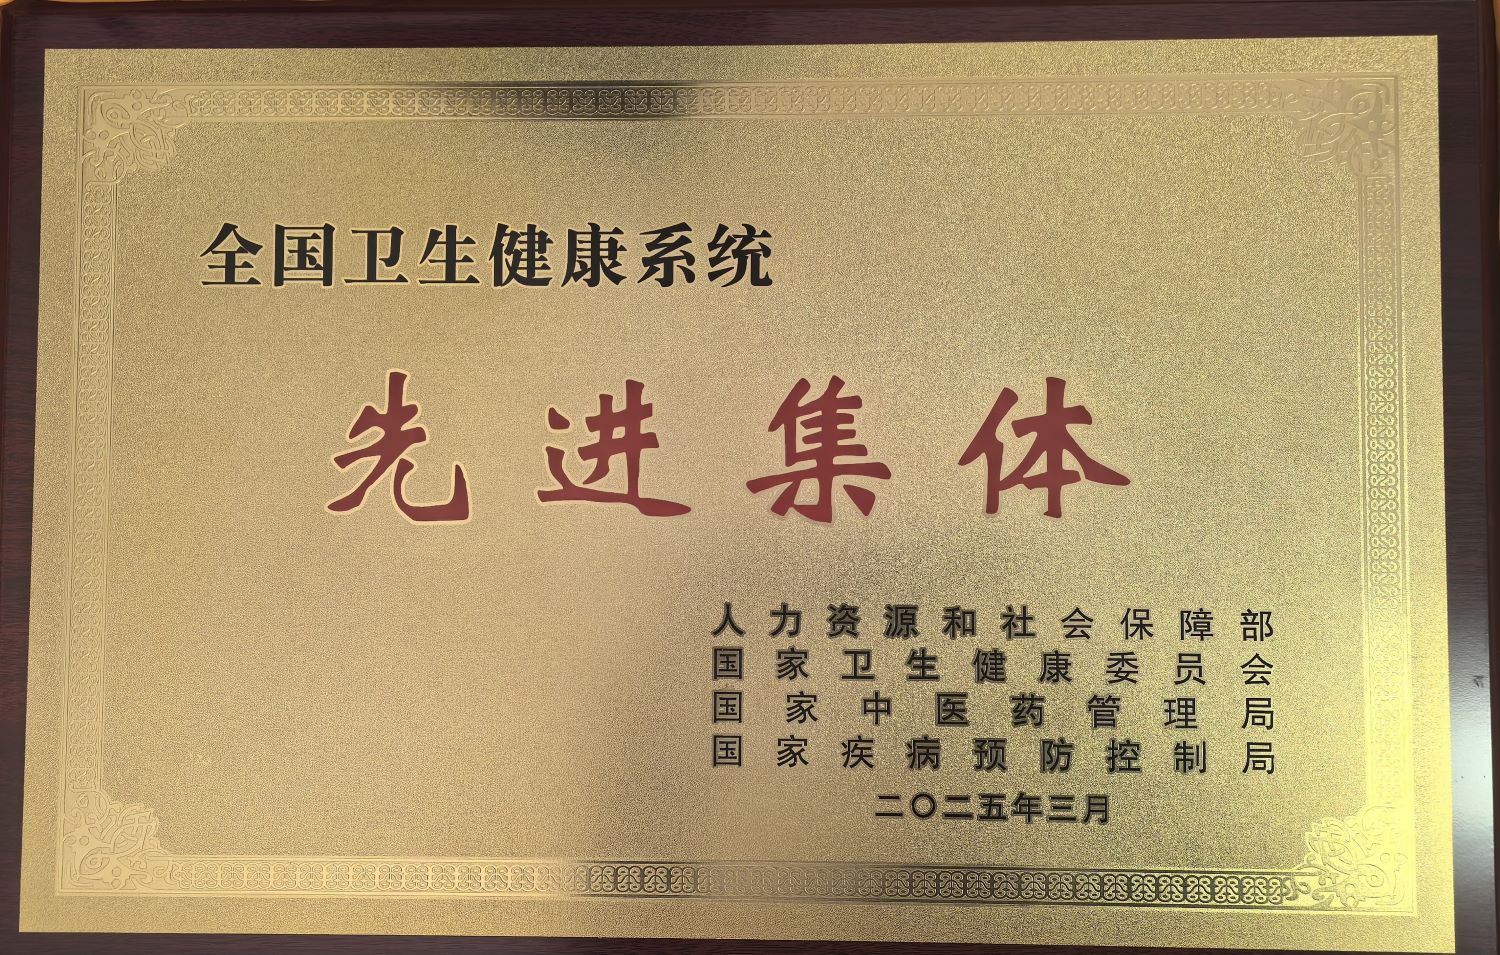 全国卫生健康系统
先进集体
人力资源和社会保障部
国家卫生健康委员会
国家中医药管理局
国家疾病预防控制局
二〇二五年三月